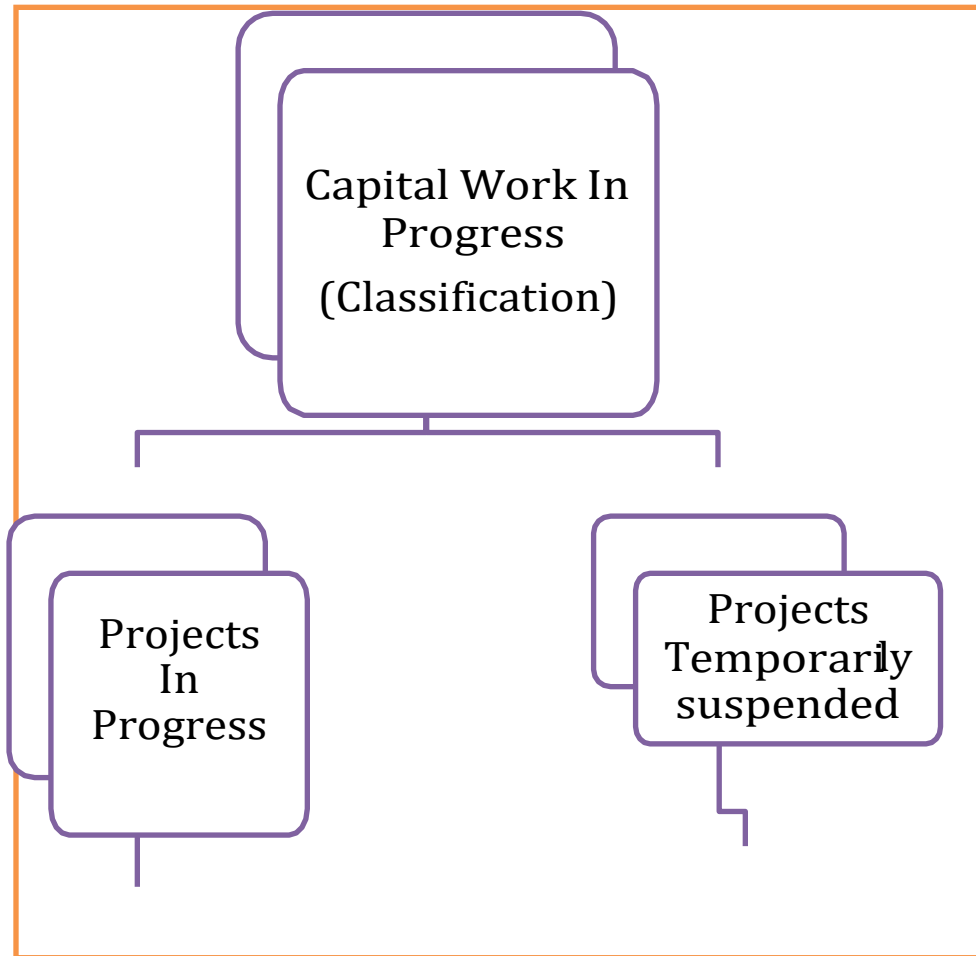 Capital Work In
Progress
(Classification)
Projects
In
Progress
Projects
Temporarily
suspended